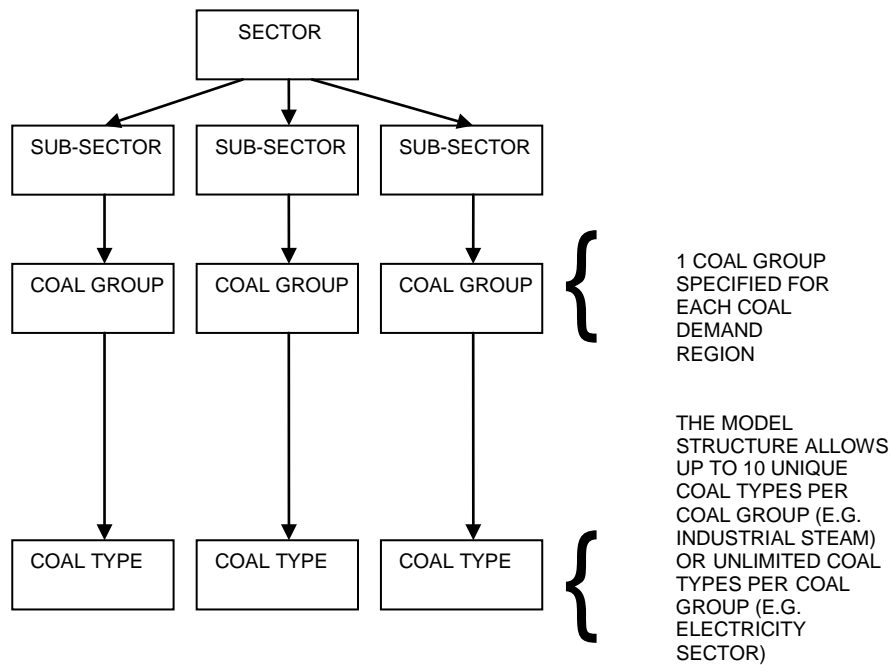 SECTOR
SUB-SECTOR SUB-SECTOR SUB-SECTOR
COAL GROUP COAL GROUP COAL GROUP
1 COAL GROUP
SPECIFIED FOR
EACH COAL
DEMAND
REGION
COAL TYPE COAL TYPE COAL TYPE
THE MODEL
STRUCTURE ALLOWS
UP TO 10 UNIQUE
COAL TYPES PER
COAL GROUP (E.G.
INDUSTRIAL STEAM)
OR UNLIMITED COAL
TYPES PER COAL
GROUP (E.G.
ELECTRICITY
SECTOR)